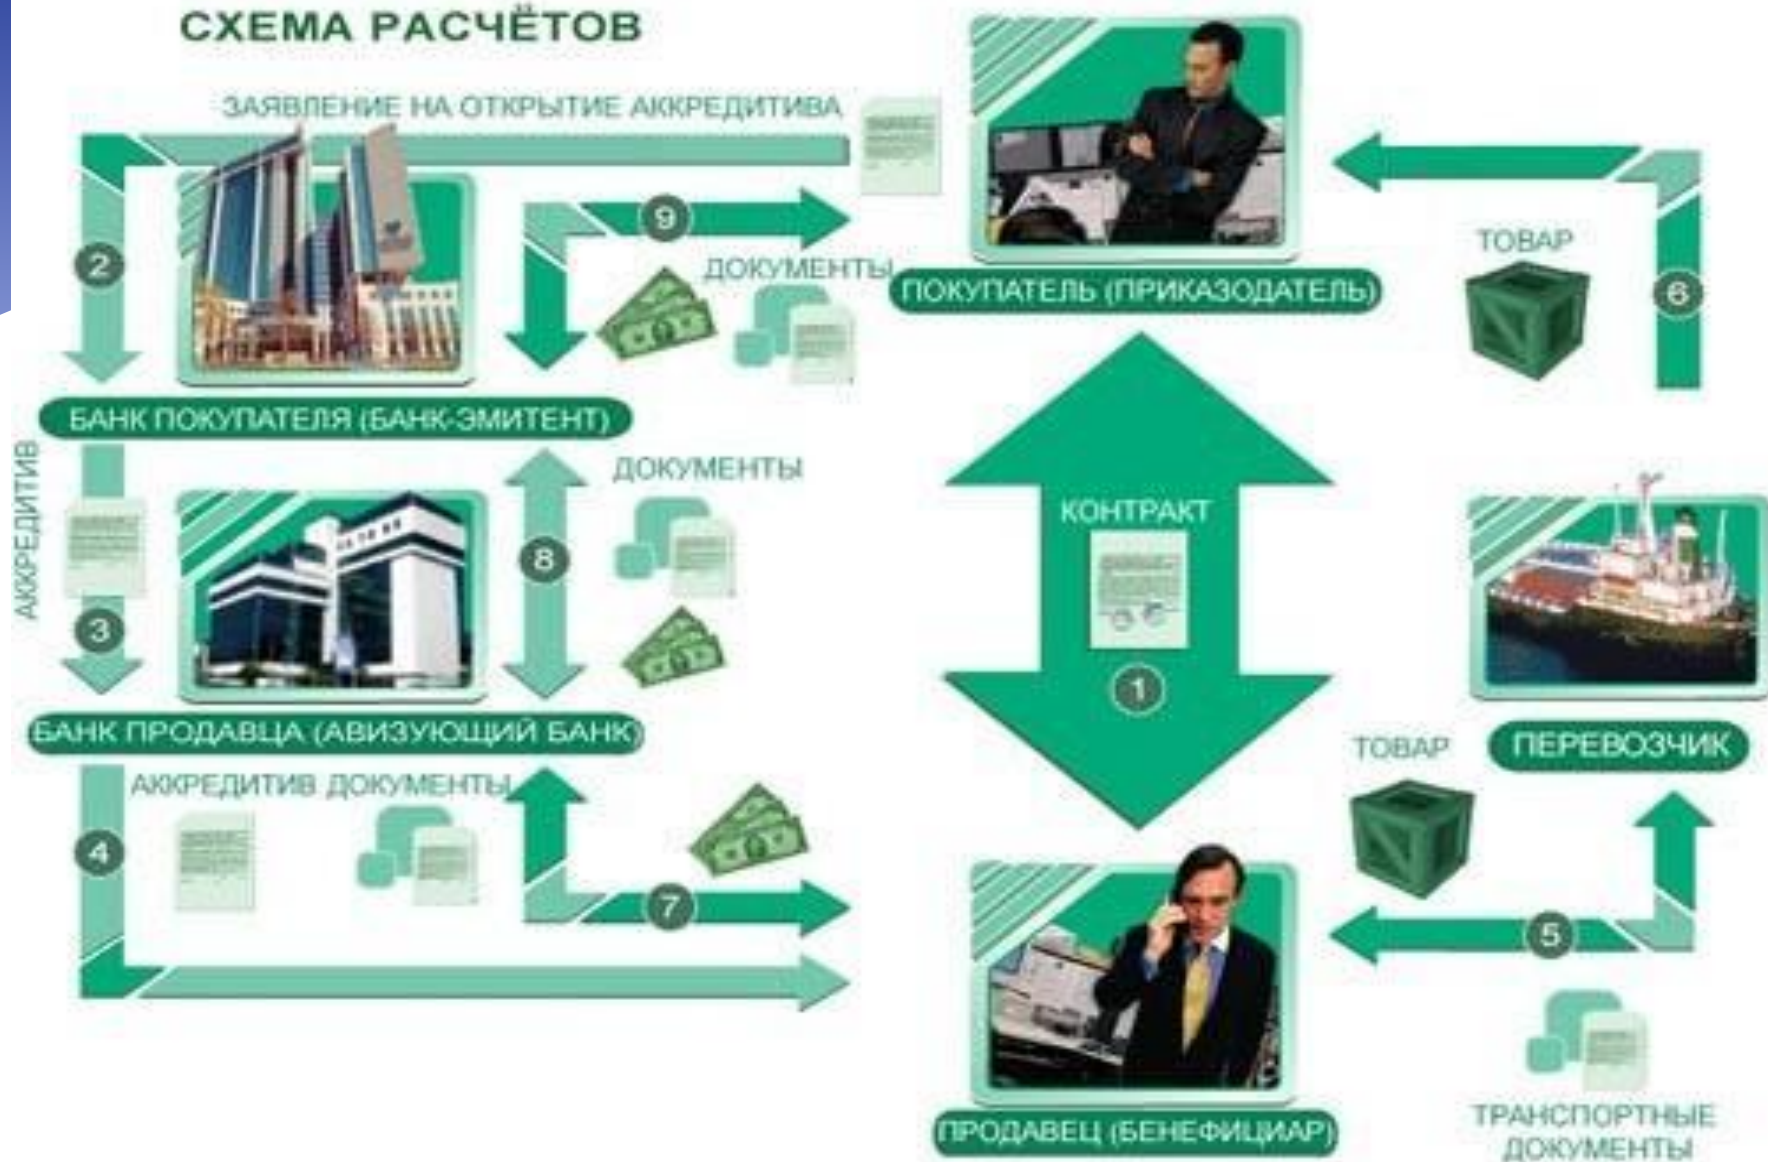 СХЕМА РАСЧЁТОВ
ЗАЯВЛЕНИЕ НА ОТКРЫТИЕ АККРЕДИТИВА
2
9
ДОКУМЕНТЫ
ПОКУПАТЕЛЬ (ПРИКАЗОДАТЕЛЬ)
ТОВАР
6
БАНК ПОКУПАТЕЛЯ (БАНК-ЭМИТЕНТ)
АККРЕДИТИВ
3
8
ДОКУМЕНТЫ
КОНТРАКТ
1
БАНК ПРОДАВЦА (АВИЗУЮЩИЙ БАНК)
ТОВАР
ПЕРЕВОЗЧИК
АККРЕДИТИВ ДОКУМЕНТЫ
4
7
5
ПРОДАВЕЦ (БЕНЕФИЦИАР)
ТРАНСПОРТНЫЕ
ДОКУМЕНТЫ